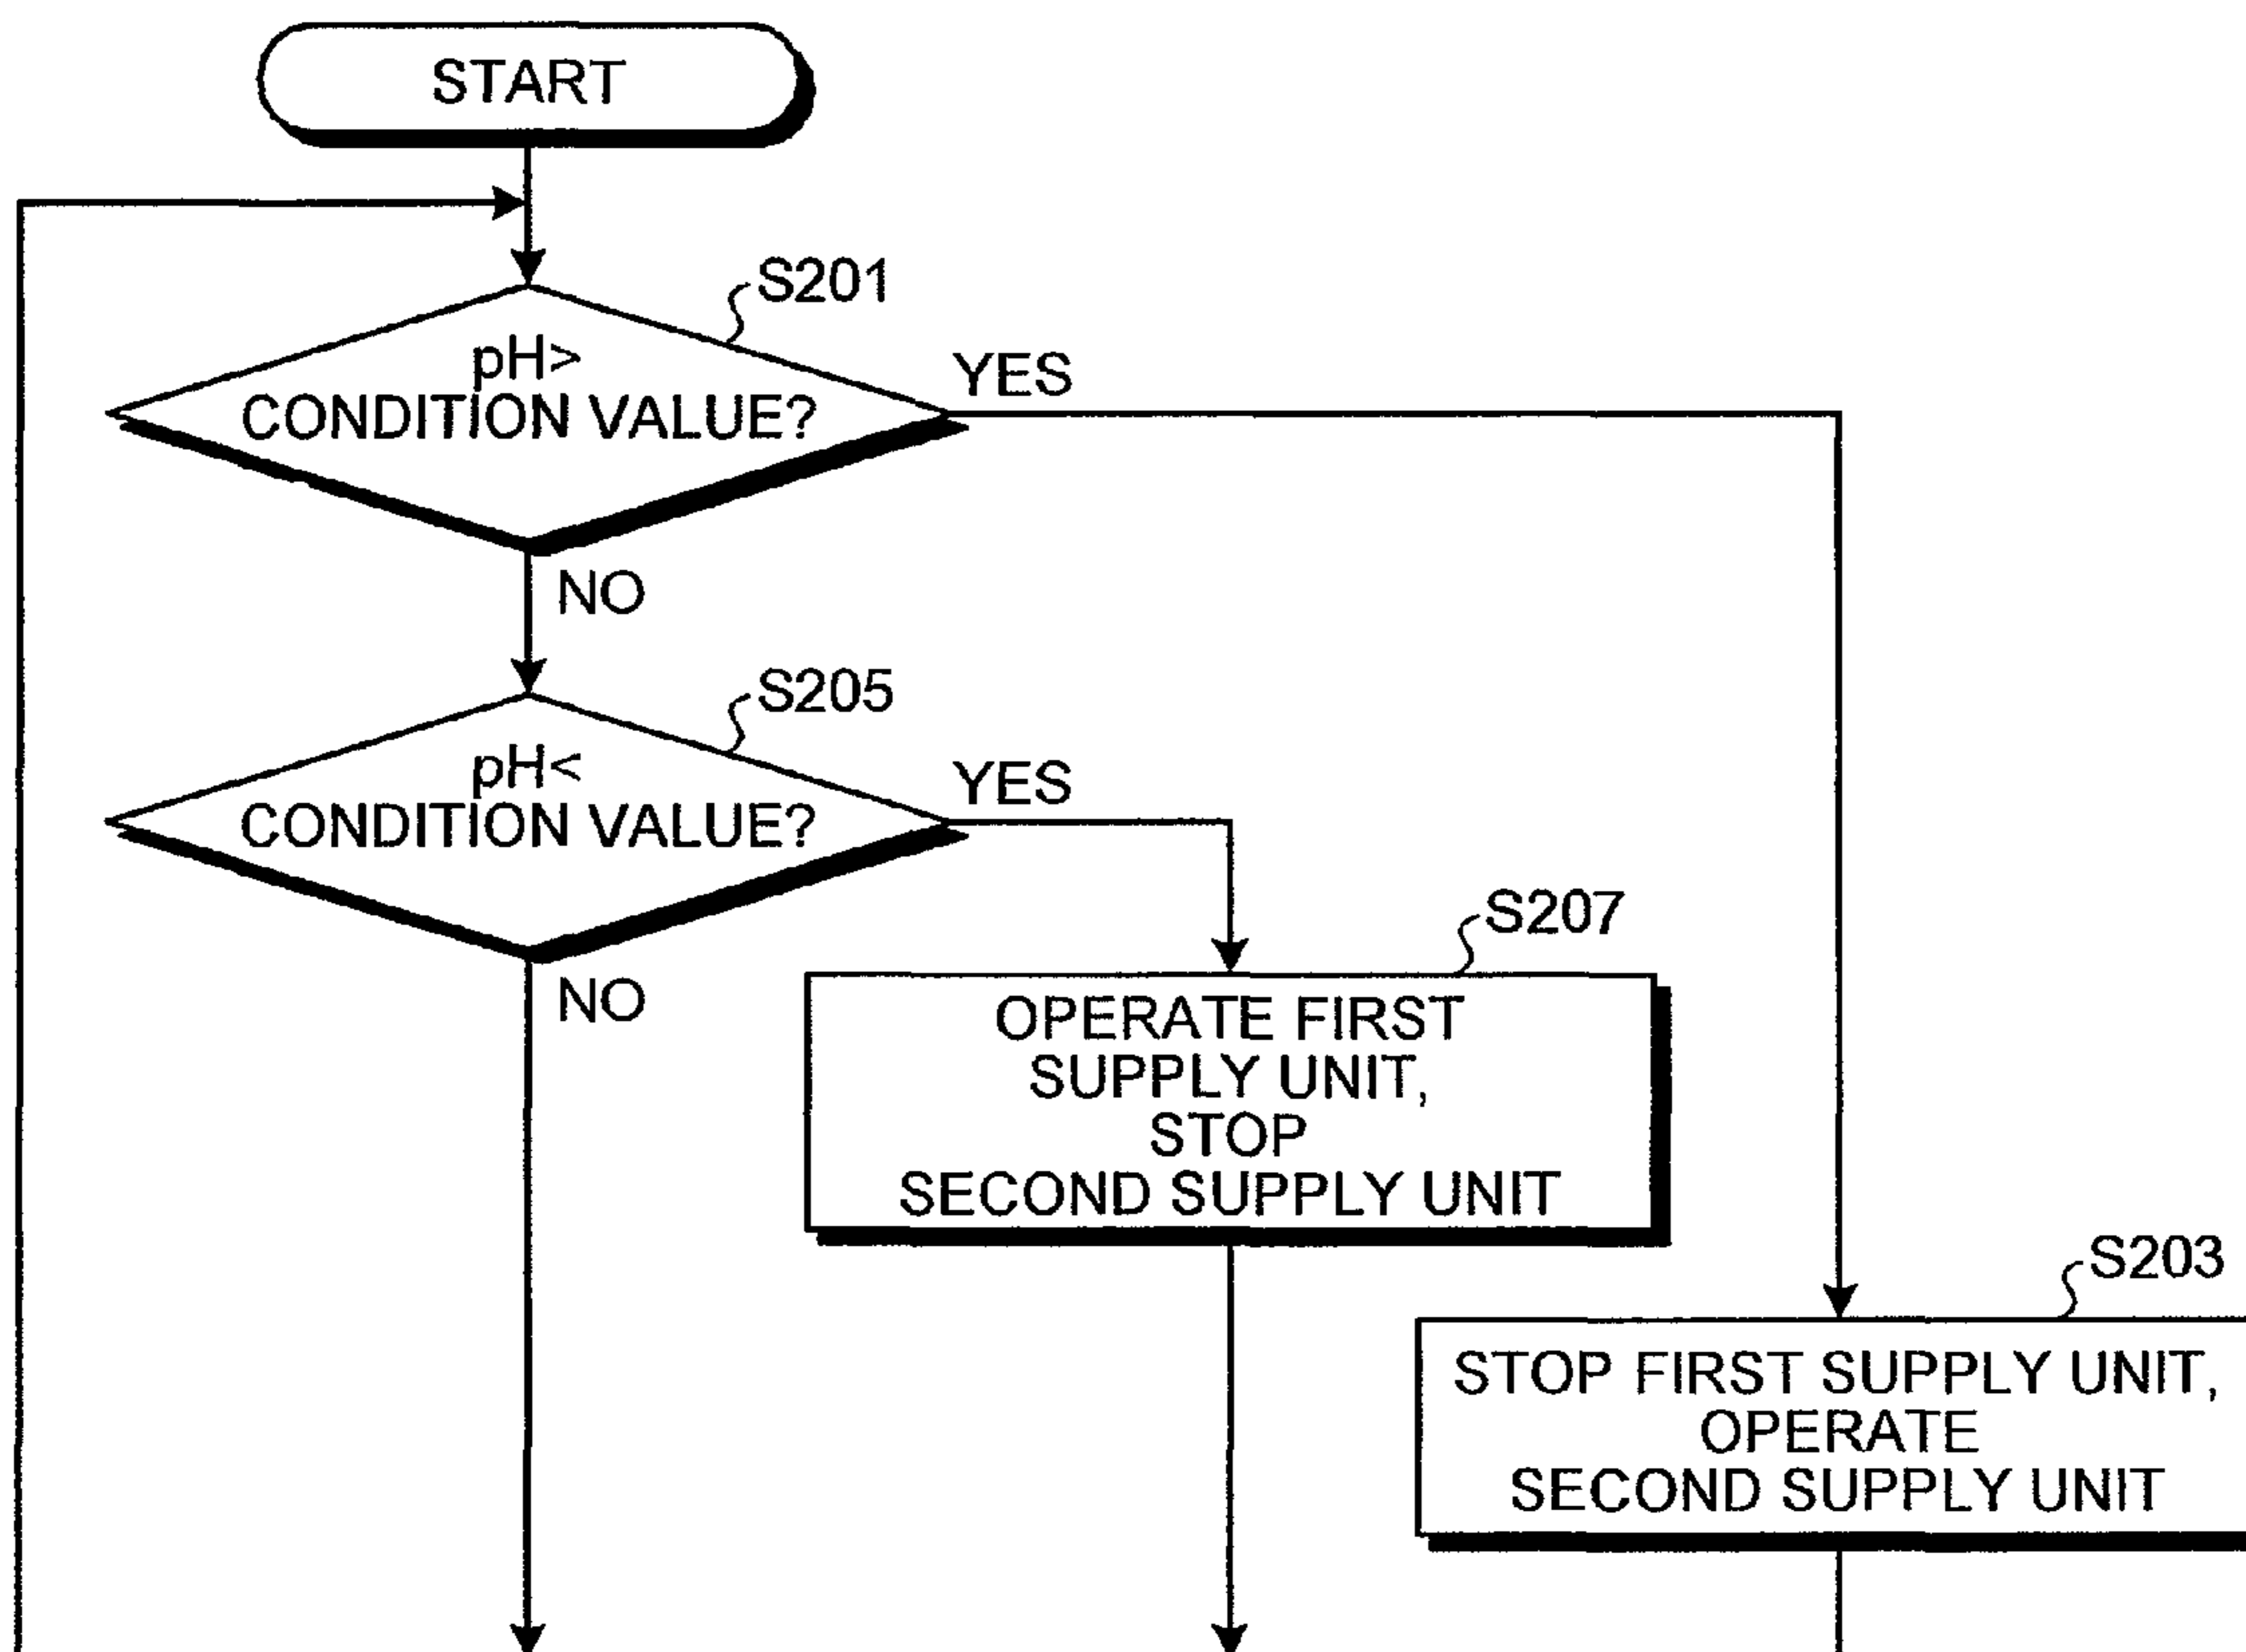 START
S201
pH>
CONDITION VALUE?
YES
NO
S205
pH<
CONDITION VALUE?
YES
NO
S207
OPERATE FIRST
SUPPLY UNIT,
STOP
SECOND SUPPLY UNIT
S203
STOP FIRST SUPPLY UNIT,
OPERATE
SECOND SUPPLY UNIT